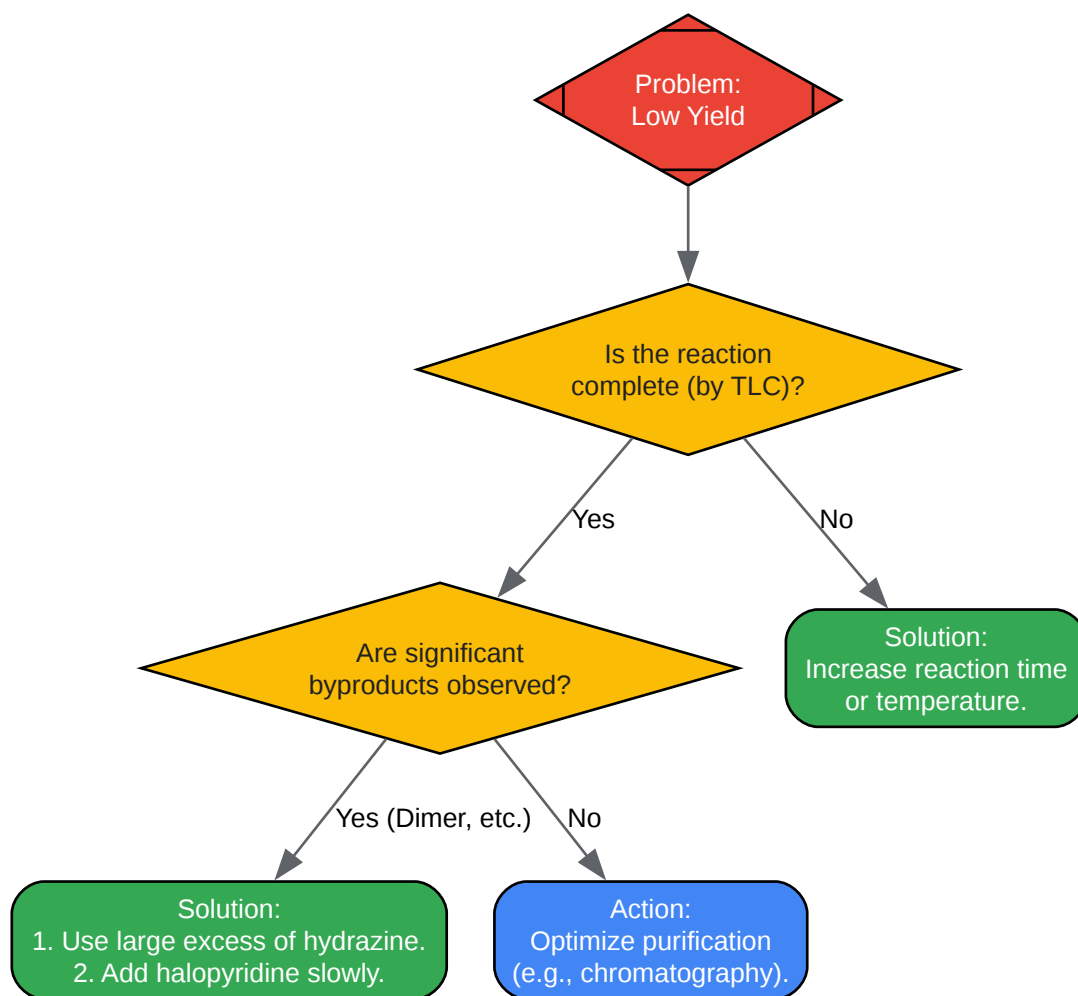 Problem:
Low Yield
Is the reaction
complete (by TLC)?
Yes
No
Are significant
byproducts observed?
Solution:
Increase reaction time
or temperature.
Yes (Dimer, etc.)
No
Solution:
1. Use large excess of hydrazine.
2. Add halopyridine slowly.
Action:
Optimize purification
(e.g., chromatography).